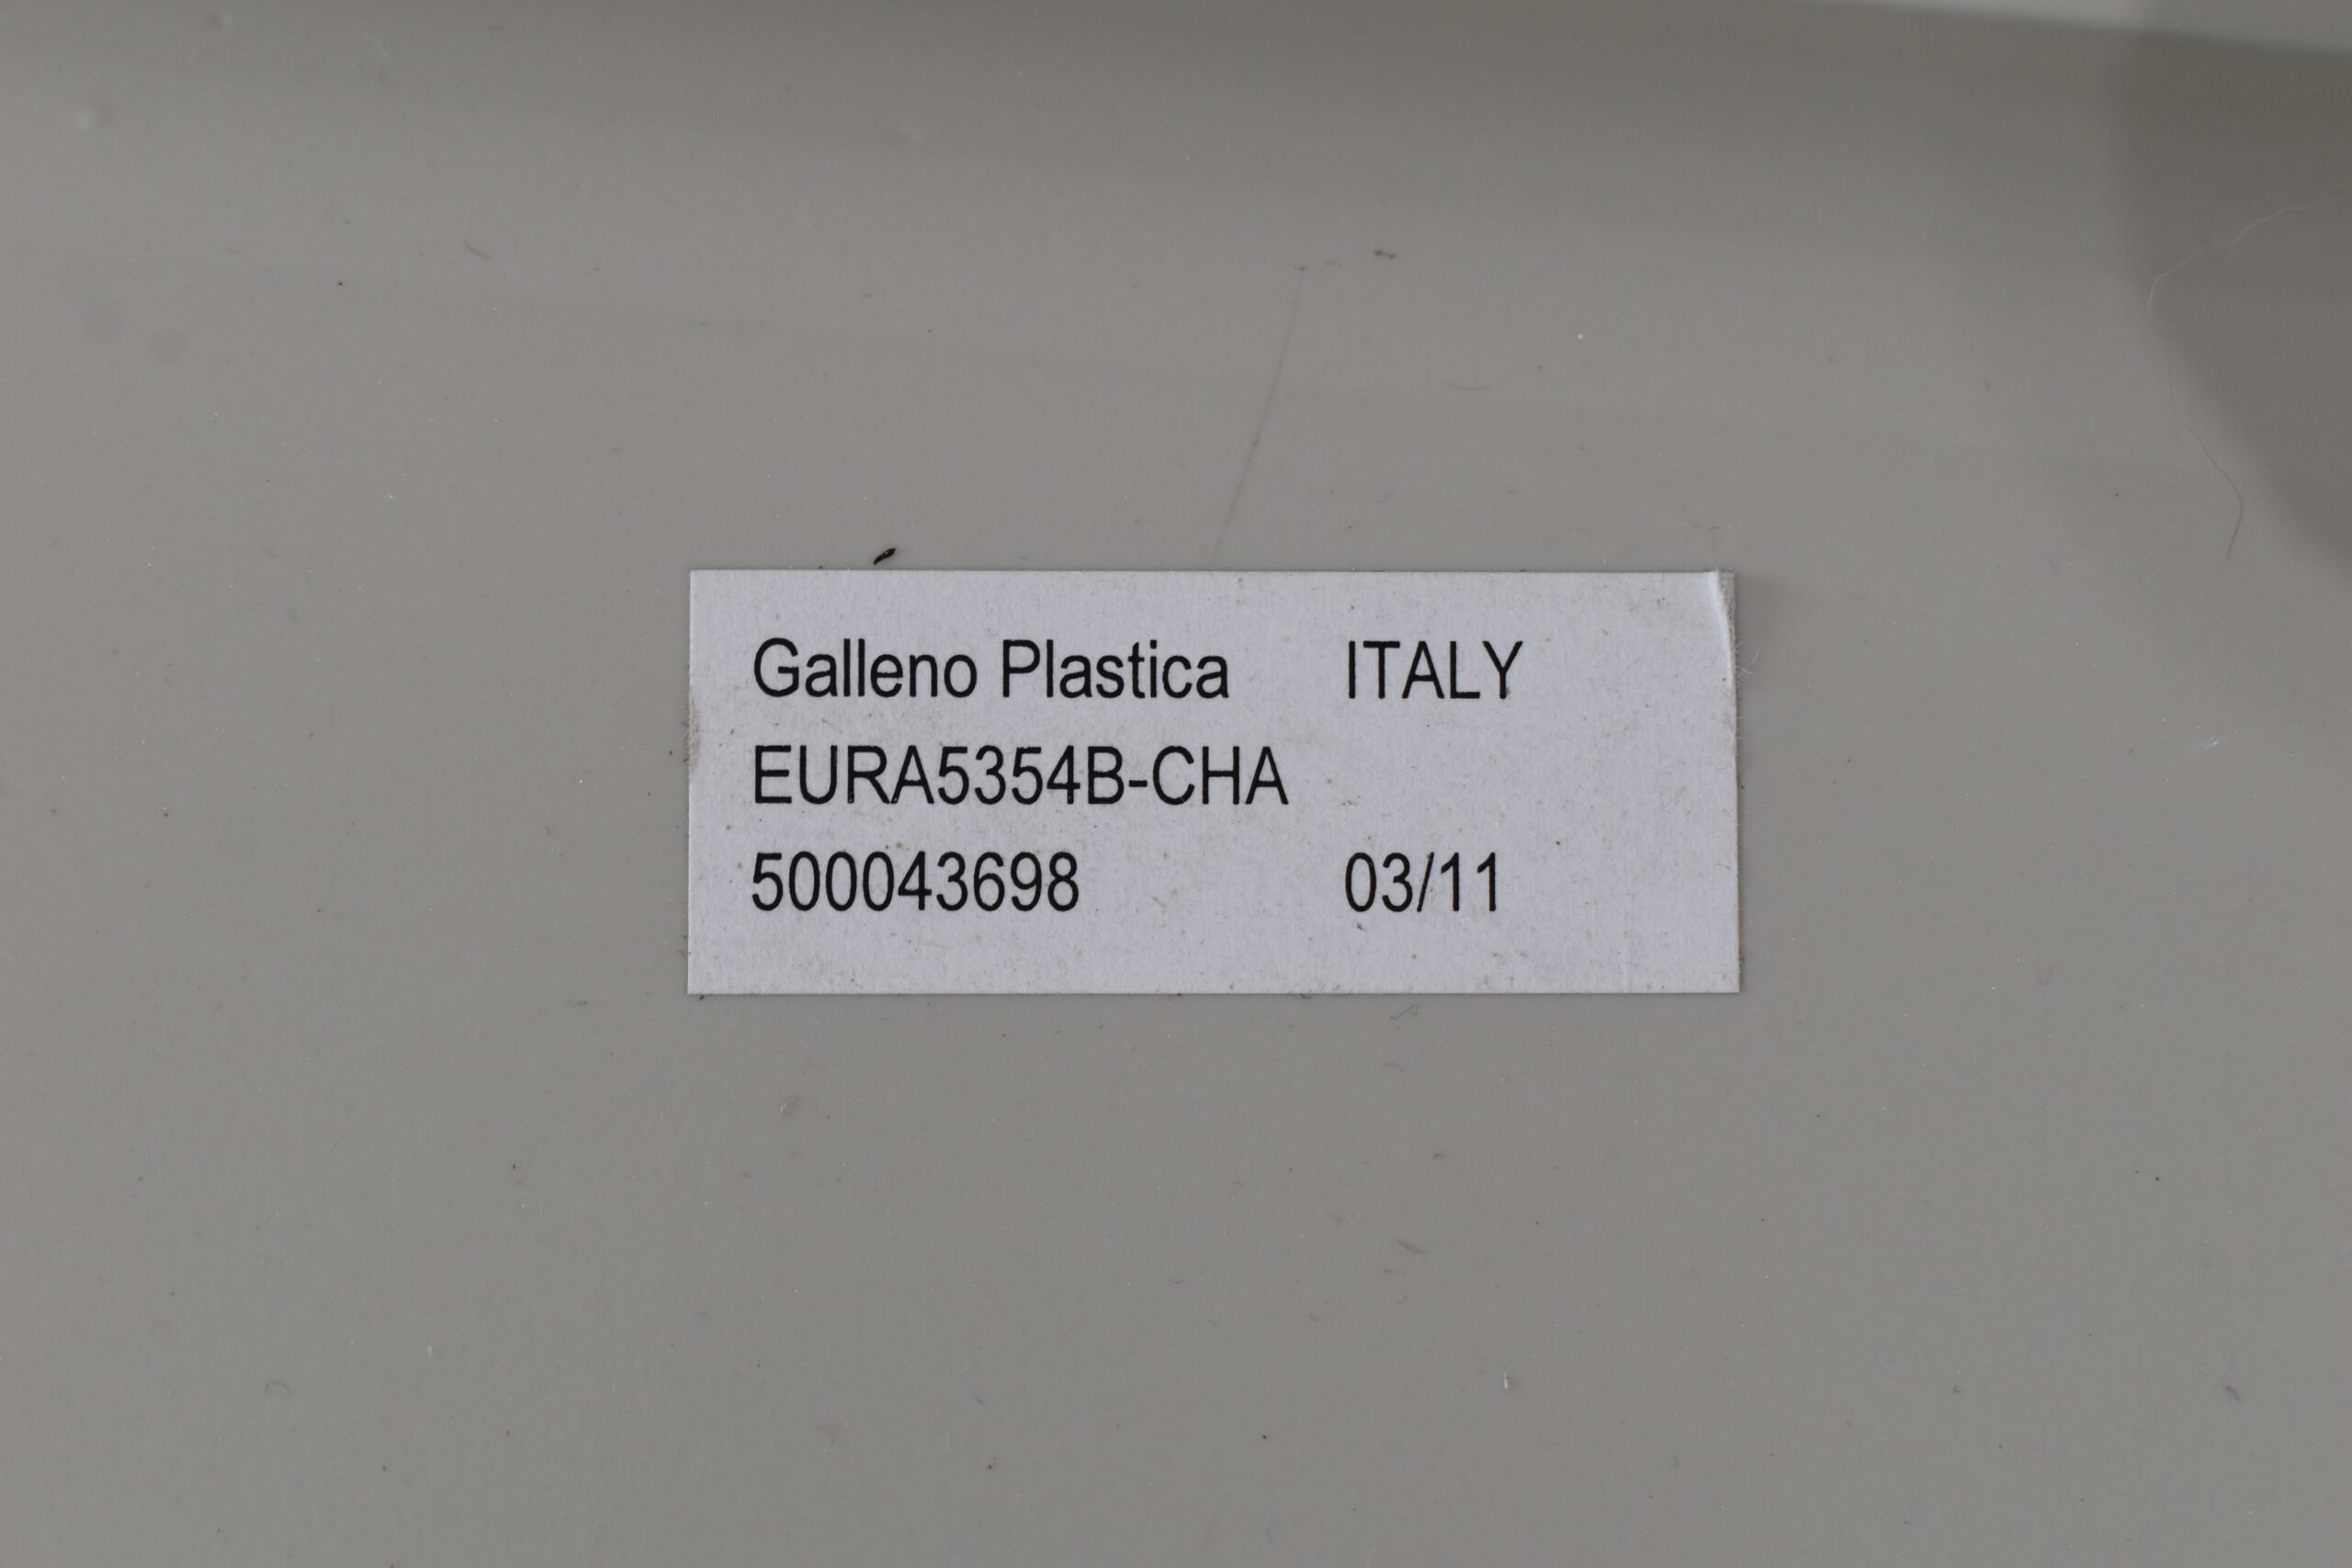 Galleno Plastica ITALY
EURA5354B-CHA
500043698 03/11